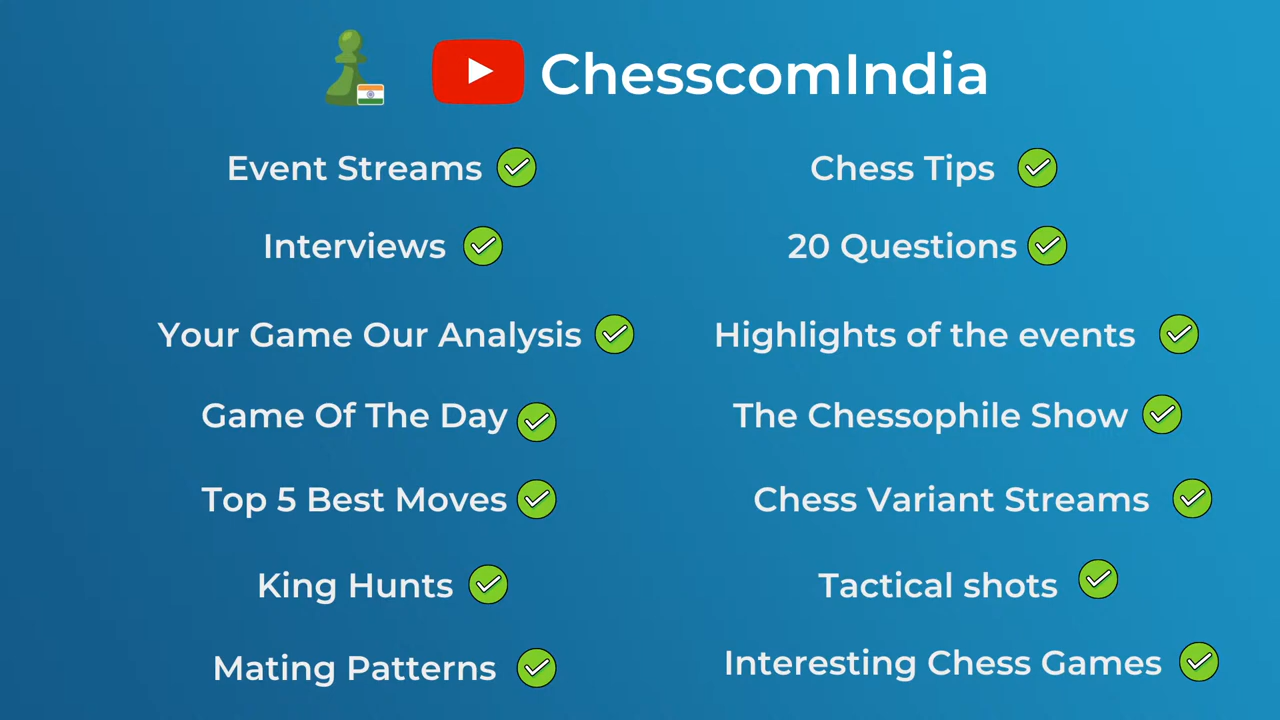 ChesscomIndia
Event Streams
Interviews
Your Game Our Analysis
Game Of The Day
Top 5 Best Moves
King Hunts
Mating Patterns
Chess Tips
20 Questions
Highlights of the events
The Chessophile Show
Chess Variant Streams
Tactical shots
Interesting Chess Games